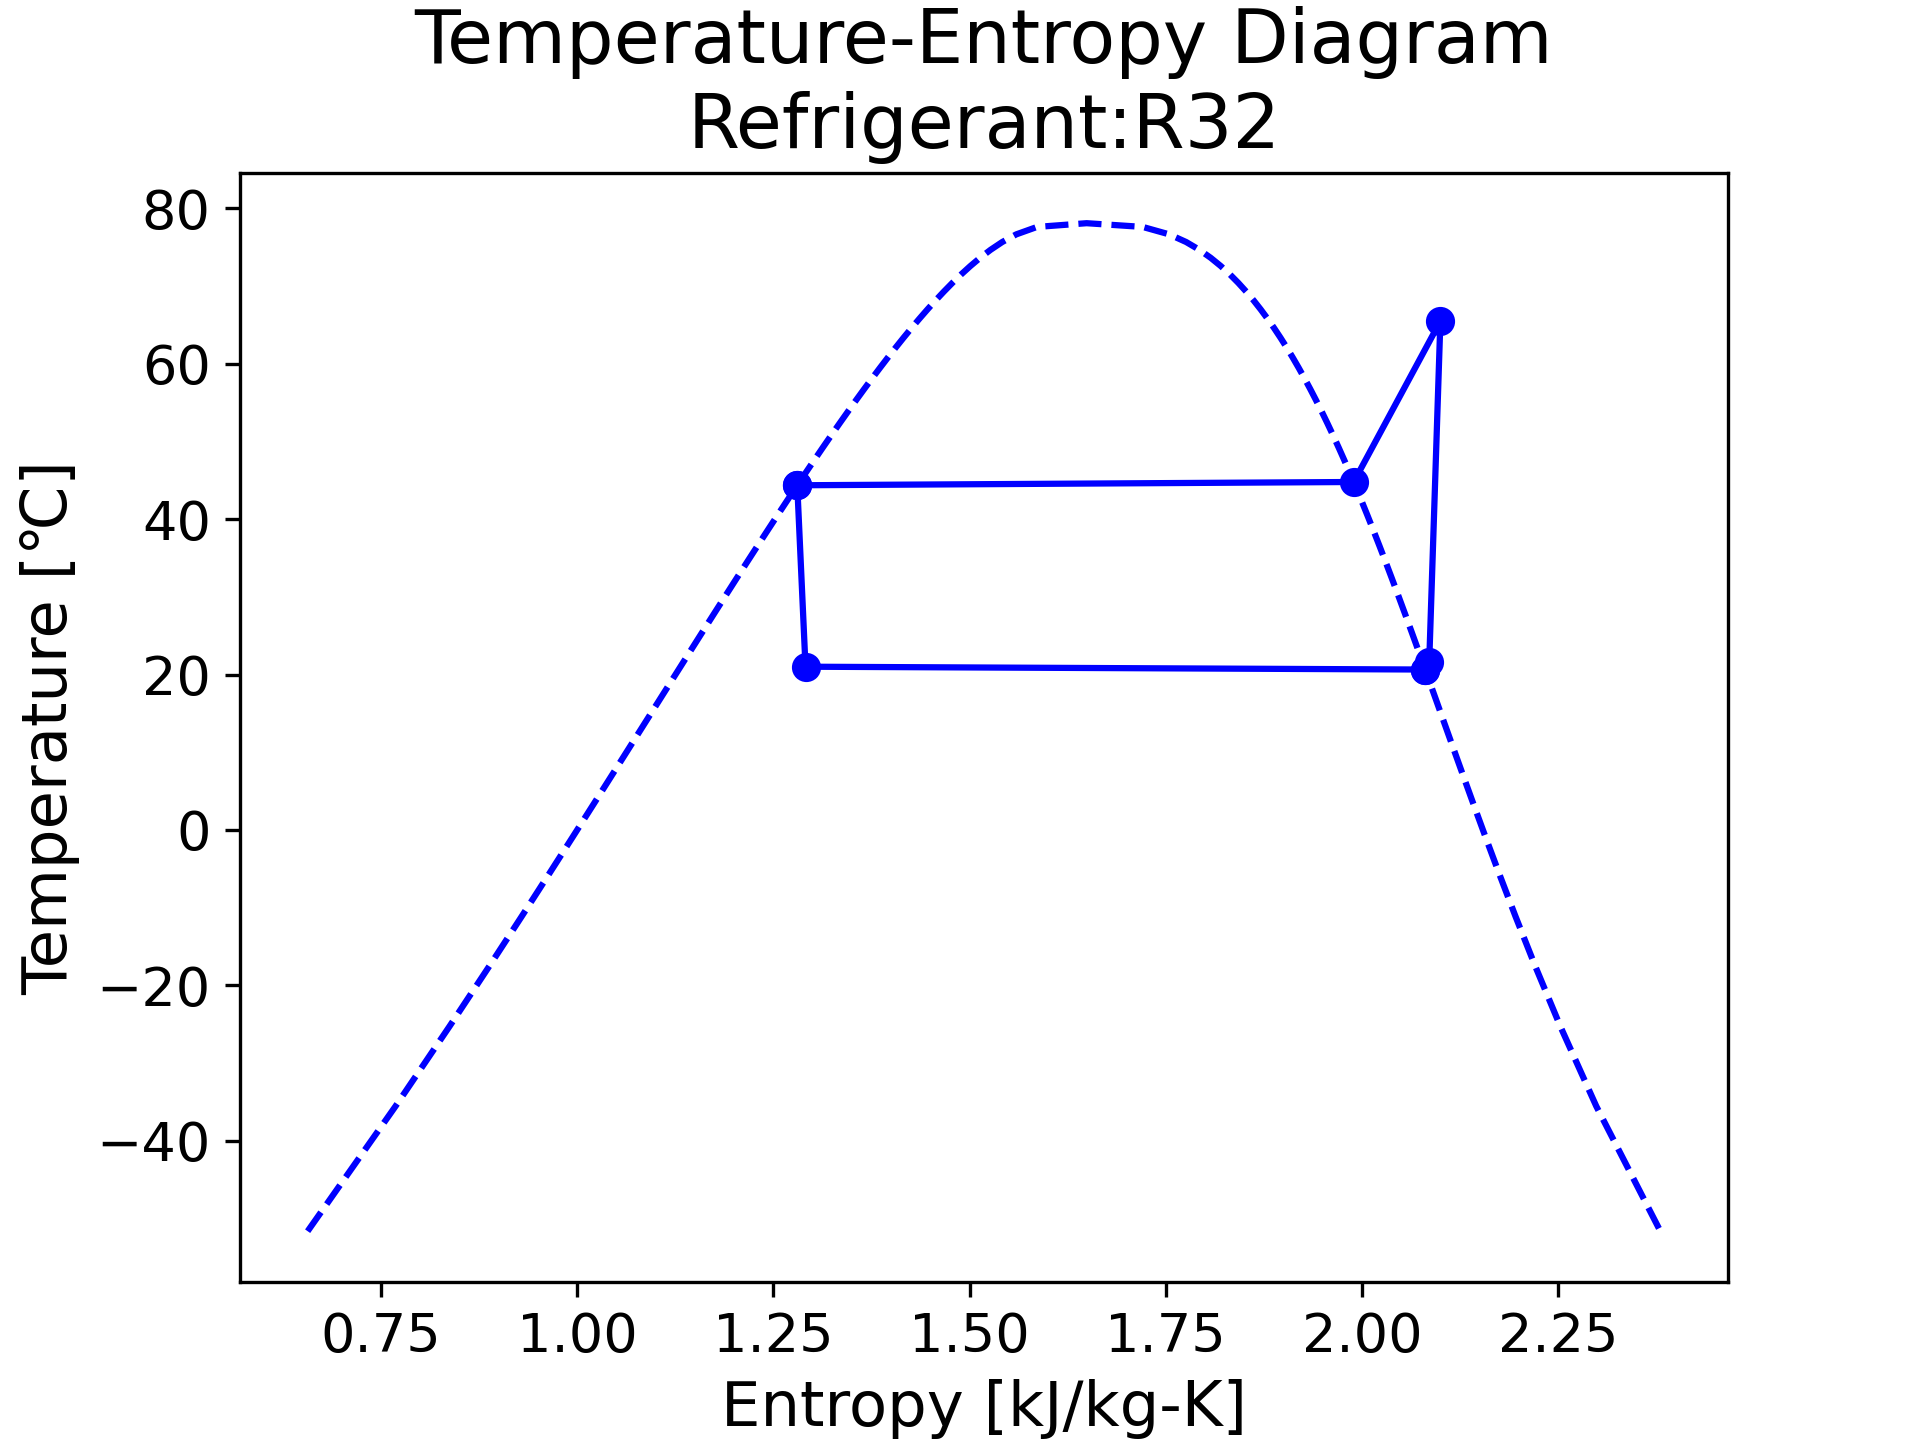 Temperature-Entropy Diagram
Refrigerant:R32
80
60
40
20
0
−20
−40
Temperature [℃]
0.75 1.00 1.25 1.50 1.75 2.00 2.25
Entropy [kJ/kg-K]